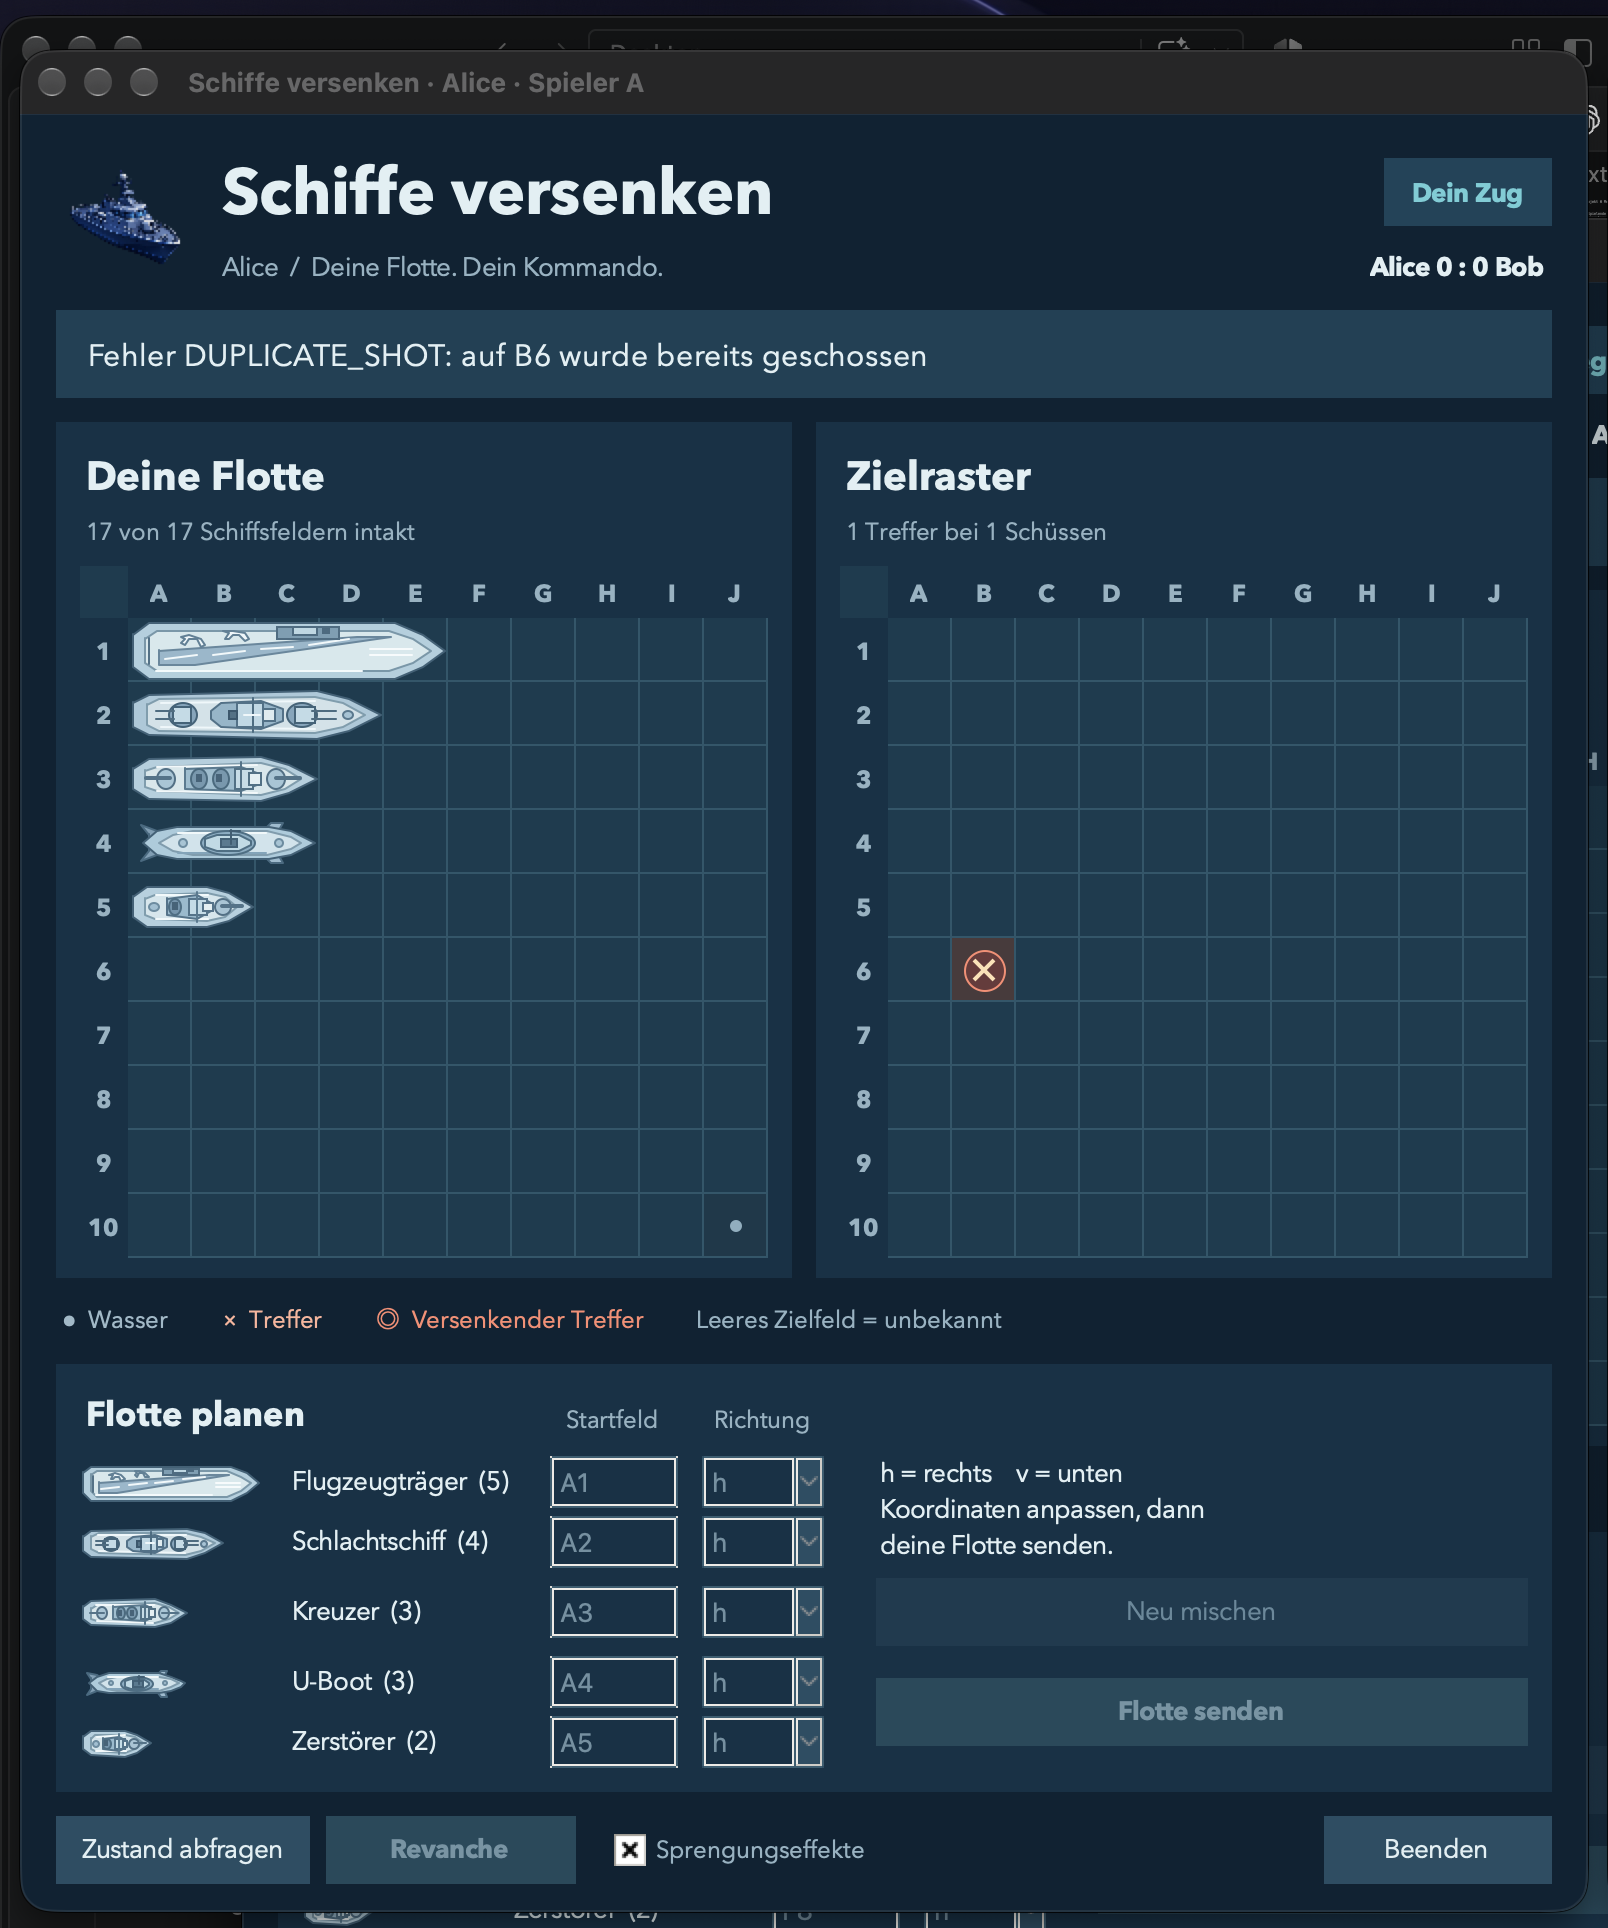 Schiffe versenken · Alice · Spieler A
Schiffe versenken
Dein Zug
Alice / Deine Flotte. Dein Kommando.
Alice 0 : 0 Bob
Fehler DUPLICATE_SHOT: auf B6 wurde bereits geschossen
Deine Flotte
17 von 17 Schiffsfeldern intakt
A B C D E F G H I J
1
2
3
4
5
6
7
8
9
10
Zielraster
1 Treffer bei 1 Schüssen
A B C D E F G H I J
1
2
3
4
5
6
7
8
9
10
Wasser
× Treffer
Versenkender Treffer
Leeres Zielfeld = unbekannt
Flotte planen
Startfeld Richtung
Flugzeugträger (5) A1 h
Schlachtschiff (4) A2 h
Kreuzer (3) A3 h
U-Boot (3) A4 h
Zerstörer (2) A5 h
h = rechts v = unten
Koordinaten anpassen, dann
deine Flotte senden.
Neu mischen
Flotte senden
Zustand abfragen
Revanche
Sprengungseffekte
Beenden